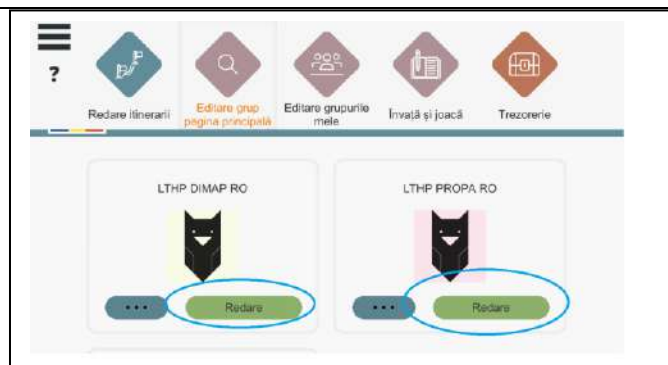 ?
Redare itinerarii
Editare grup
pagina principală
Editare grupurile
mele
Învață și joacă
Trezorerie
LTHP DIMAP RO
LTHP PROPA RO
• • •
Redare
• • •
Redare